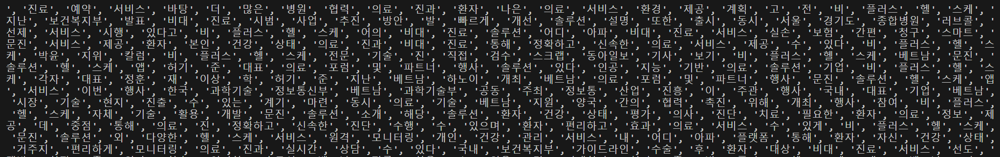 ', '진료', '예약', '서비스', '바탕', '더', '많은', '병원', '협력', '의료', '진과', '환자', '나은', '의료', '서비스', '환경', '제공', '계획', '고', '전', '비', '플러스', '헬', '스케', '
지난', '보건복지부', '발표', '비대', '진료', '시범', '사업', '추진', '방안', '발', '빠르게', '개선', '솔루션', '설명', '또한', '출시', '동시', '서울', '경기도', '종합병원', '러브콜', '
선제', '서비스', '시행', '있다고', '비', '플러스', '헬', '스케', '어의', '비대', '진료', '솔루션', '어디', '아파', '비대', '진료', '서비스', '실손', '보험', '간편', '청구', '스마트', '
문진', '서비스', '제공', '환자', '본인', '건강', '상태', '의료', '진과', '비대', '진료', '통해', '정확하고', '신속한', '의료', '서비스', '제공', '수', '있다', '비', '플러스', '헬', '스
케', '박윤', '지위', '칼럼', '비', '플러스', '헬', '스케', '전문', '기술', '진', '직접', '검수', '스크랩', '동아일보', '기사', '보기', '비', '플러스', '헬', '스케', '베트남', '문진', '
솔루션', '헬', '스케', '앱', '허기', '준', '대표', '의료', '포럼', '및', '파트너', '행사', '솔루션', '있다', '인공', '지능', '기반', '의료', '솔루션', '기업', '비', '플러스', '헬', '스
케', '각자', '대표', '정훈', '재', '이상', '학', '허기', '준', '지난', '베트남', '하노이', '개최', '베트남', '의료', '포럼', '및', '파트너', '행사', '문진', '솔루션', '헬', '스케', '앱
', '서비스', '이번', '행사', '한국', '과학기술', '정보통신부', '베트남', '과학기술부', '공동', '주최', '정보통', '산업', '진흥', '이', '주관', '행사', '국내', '대표', '기업', '베트남',
'시장', '기술', '현지', '진출', '수', '있는', '계기', '마련', '동시', '의료', '기술', '베트남', '지원', '양국', '간의', '협력', '촉진', '위해', '개최', '행사', '참여', '비', '플러스',
'헬', '스케', '자체', '기술', '활용', '개발', '문진', '솔루션', '소개', '해당', '솔루션', '환자', '건강', '상태', '평가', '의사', '진단', '치료', '필요한', '환자', '의료', '정보', '제
공', '데', '중점', '통해', '의료', '진', '정확하고', '신속한', '진단', '수행', '수', '있으며', '환자', '편리하고', '효과', '의료', '서비스', '수', '있게', '비', '플러스', '헬', '스케',
'문진', '솔루션', '외', '다양한', '헬', '스케', '서비스', '원격', '모니터링', '개인', '건강', '관리', '서비스', '내', '어디', '아파', '플랫폼', '통해', '환자', '자신', '건강', '상태',
'거주지', '편리하게', '모니터링', '의료', '진과', '실시간', '상담', '수', '있다', '국내', '보건복지부', '가이드라인', '수술', '후', '환자', '대상', '비대', '진료', '서비스', '선도', '